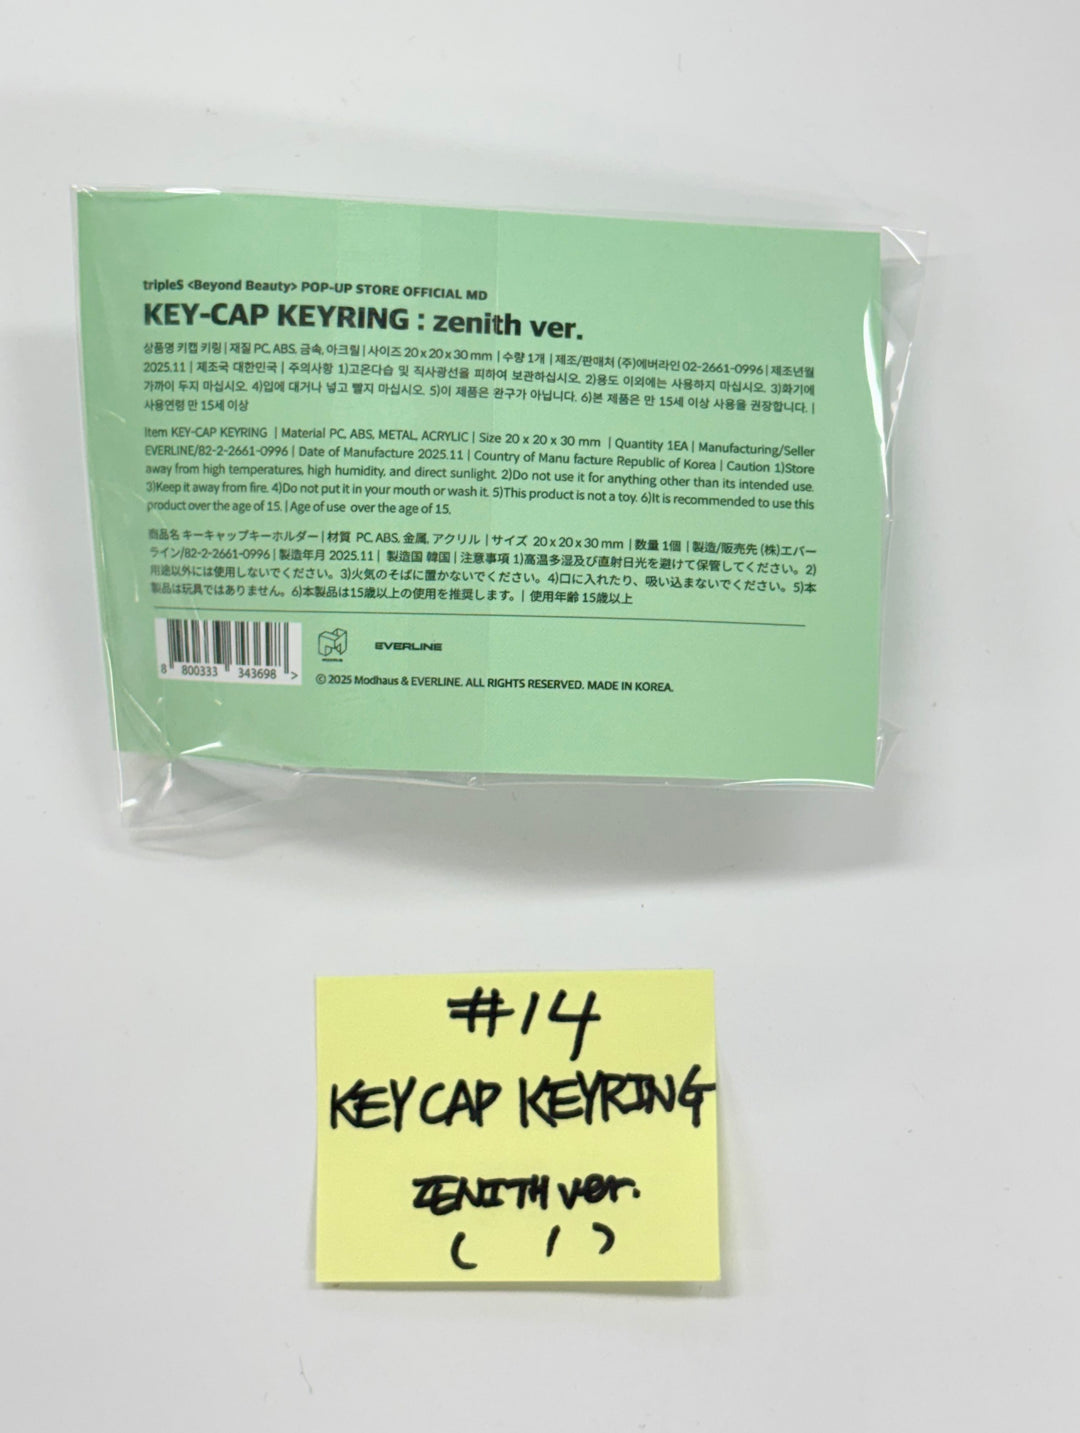 tripleS <Beyond Beauty> POP-UP STORE OFFICIAL MD
KEY-CAP KEYRING : zenith ver.
상품명 키캡 키링 | 재질 PC, ABS, 금속, 아크릴 | 사이즈 20 x 20 x 30 mm | 수량 1개 | 제조/판매처 (주)에버라인 02-2661-0996 | 제조년월
2025.11 | 제조국 대한민국 | 주의사항 1)고온다습 및 직사광선을 피하여 보관하십시오. 2)용도 이외에는 사용하지 마십시오. 3)화기에
가까이 두지 마십시오. 4)입에 대거나 넣고 빨지 마십시오. 5)이 제품은 완구가 아닙니다. 6)본 제품은 만 15세 이상 사용을 권장합니다. |
사용연령 만 15세 이상
Item KEY-CAP KEYRING | Material PC, ABS, METAL, ACRYLIC | Size 20 x 20 x 30 mm | Quantity 1EA | Manufacturing/Seller
EVERLINE/82-2-2661-0996 | Date of Manufacture 2025.11 | Country of Manu facture Republic of Korea | Caution 1)Store
away from high temperatures, high humidity, and direct sunlight. 2)Do not use it for anything other than its intended use.
3)Keep it away from fire. 4)Do not put it in your mouth or wash it. 5)This product is not a toy. 6)It is recommended to use this
product over the age of 15. | Age of use over the age of 15.
商品名 キーキャップキーホルダー | 材質 PC, ABS, 金属, アクリル | サイズ 20 x 20 x 30 mm | 数量 1個 | 製造/販売先 (株)エバー
ライン/82-2-2661-0996 | 製造年月 2025.11 | 製造国 韓国 | 注意事項 1)高温多湿及び直射日光を避けて保管してください。2)
用途以外には使用しないでください。3)火気のそばに置かないでください。4)口に入れたり、吸い込まないでください。5)本
製品は玩具ではありません。6)本製品は15歳以上の使用を推奨します。| 使用年齢 15歳以上
8 800333 343698 >
EVERLINE
© 2025 Modhaus & EVERLINE. ALL RIGHTS RESERVED. MADE IN KOREA.
#14
KEYCAP KEYRING
ZENITH ver.
( 1 )